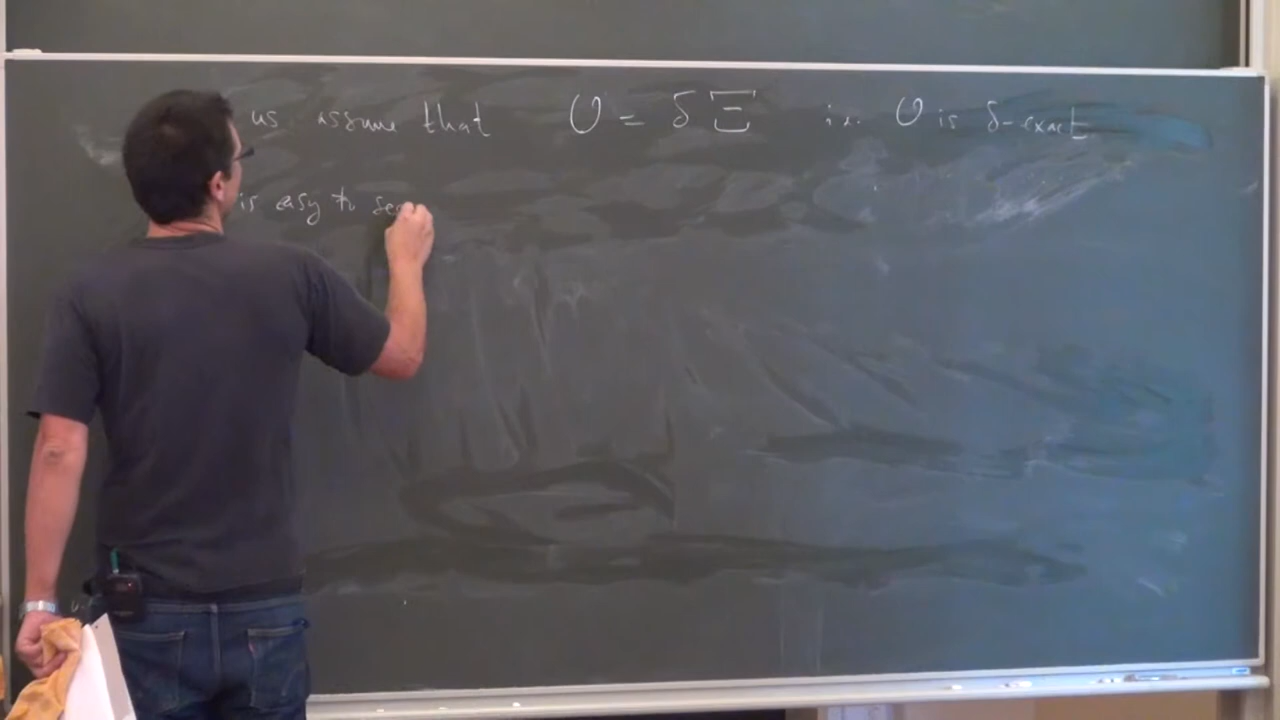 us assume that U = δ Ξ i.e. U is δ-exact
is easy to see